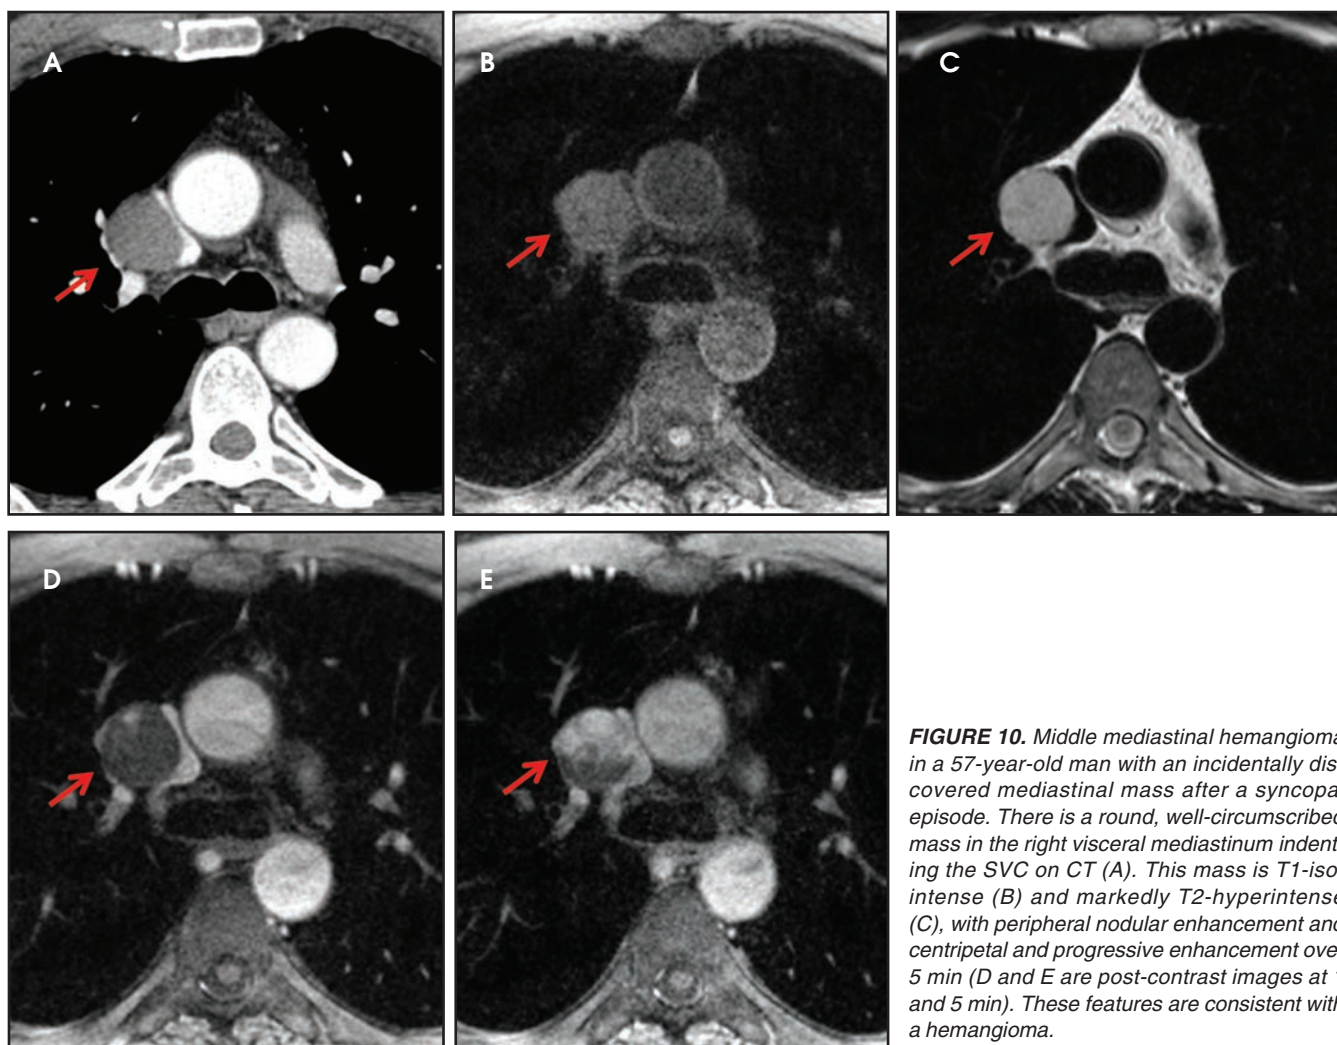 A
B
C
D
E
FIGURE 10. Middle mediastinal hemangioma
in a 57-year-old man with an incidentally dis
covered mediastinal mass after a syncopa
episode. There is a round, well-circumscribed
mass in the right visceral mediastinum indent
ing the SVC on CT (A). This mass is T1-iso
intense (B) and markedly T2-hyperintense
(C), with peripheral nodular enhancement and
centripetal and progressive enhancement over
5 min (D and E are post-contrast images at
and 5 min). These features are consistent with
a hemangioma.